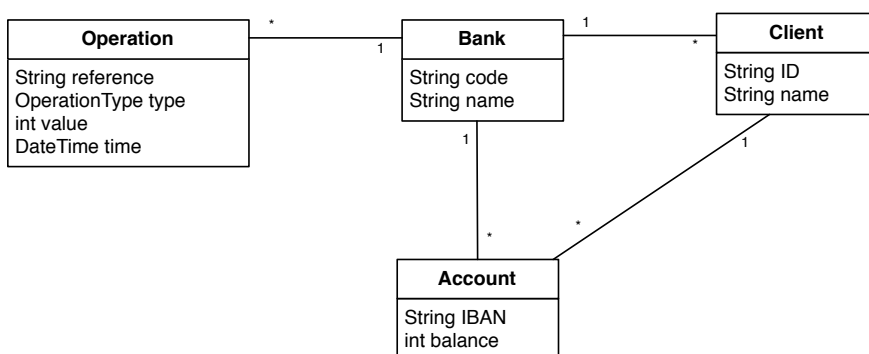 Operation
String reference
OperationType type
int value
DateTime time
*
1
Bank
String code
String name
1
*
Client
String ID
String name
1
*
1
*
Account
String IBAN
int balance